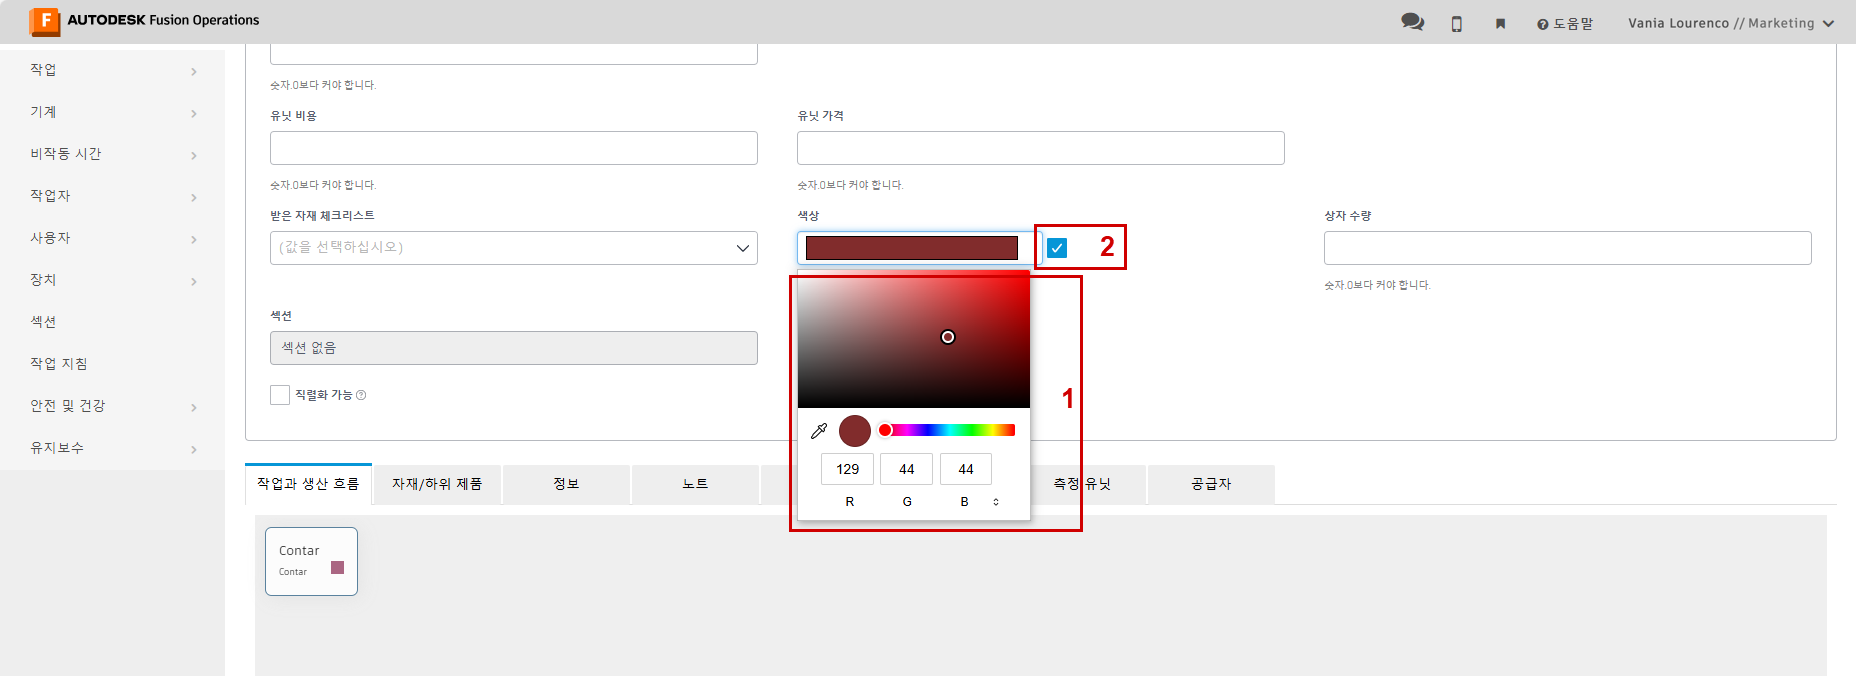 F AUTODESK Fusion Operations
도움말
Vania Lourenco // Marketing
작업
기계
비작동 시간
작업자
사용자
장치
섹션
작업 지침
안전 및 건강
유지보수
숫자.0보다 커야 합니다.
유닛 비용
유닛 가격
숫자.0보다 커야 합니다.
숫자.0보다 커야 합니다.
받은 자재 체크리스트
색상
상자 수량
(값을 선택하십시오)
2
숫자.0보다 커야 합니다.
섹션
섹션 없음
직렬화 가능
1
129 44 44
R G B
작업과 생산 흐름
자재/하위 제품
정보
노트
측정 유닛
공급자
Contar
Contar